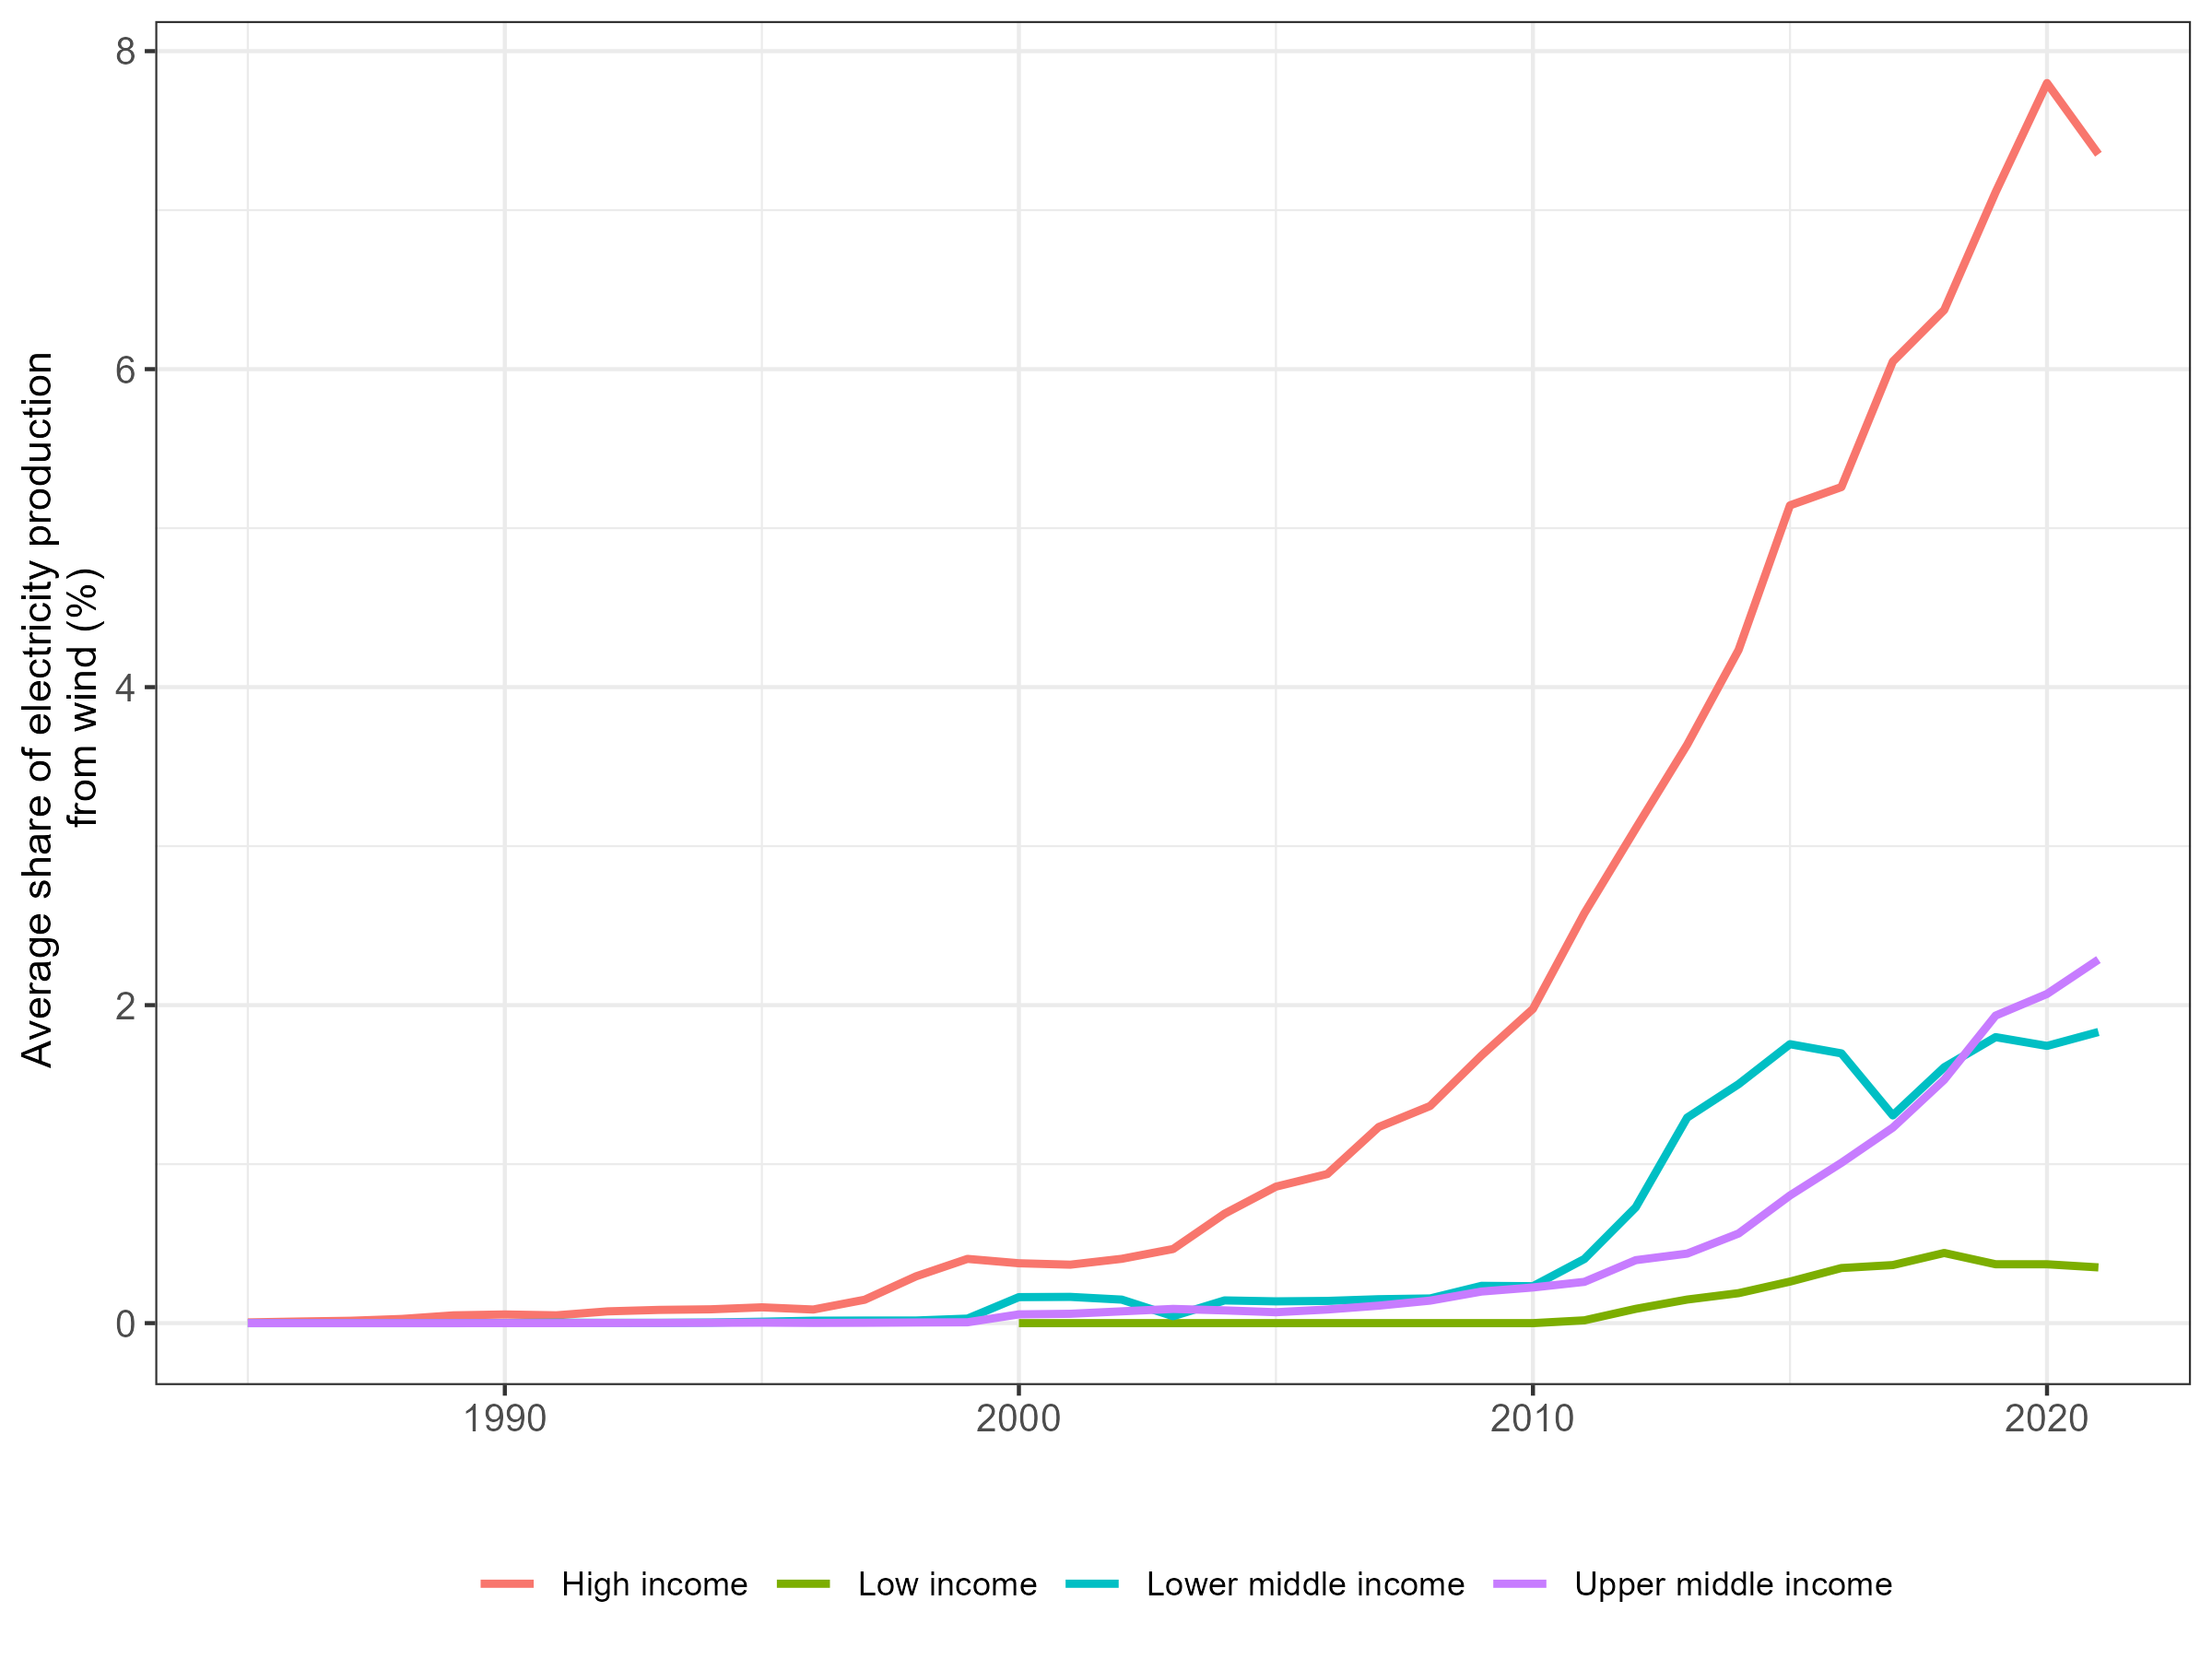 Average share of electricity production
from wind (%)
8
6
4
2
0
1990 2000 2010 2020
High income Low income Lower middle income Upper middle income